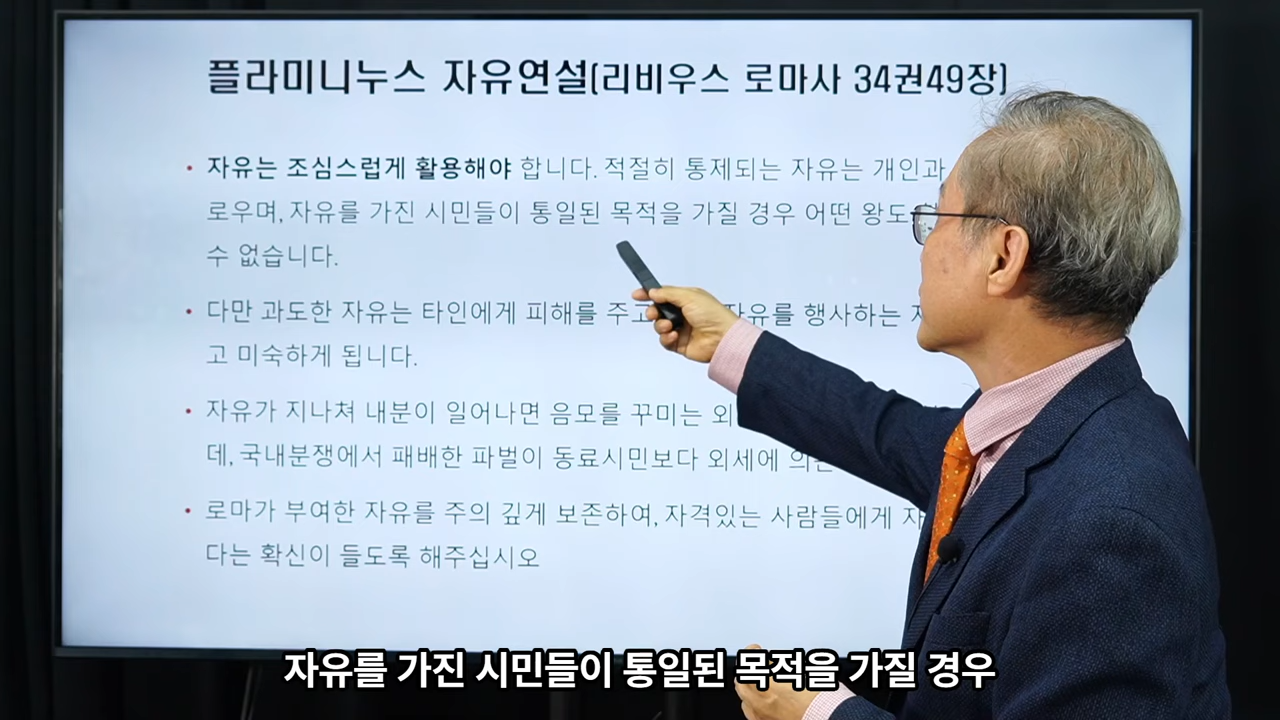 플라미니누스 자유연설(리비우스 로마사 34권49장)
• 자유는 조심스럽게 활용해야 합니다. 적절히 통제되는 자유는 개인과
로우며, 자유를 가진 시민들이 통일된 목적을 가질 경우 어떤 왕도
수 없습니다.
• 다만 과도한 자유는 타인에게 피해를 주고 자유를 행사하는
고 미숙하게 됩니다.
• 자유가 지나쳐 내분이 일어나면 음모를 꾸미는 외
데, 국내분쟁에서 패배한 파벌이 동료시민보다 외세에
• 로마가 부여한 자유를 주의 깊게 보존하여, 자격있는 사람들에게
다는 확신이 들도록 해주십시오
자유를 가진 시민들이 통일된 목적을 가질 경우